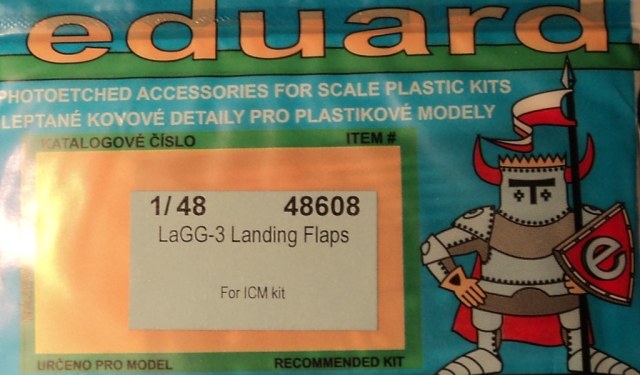 eduard
PHOTOETCHED ACCESSORIES FOR SCALE PLASTIC KITS
LEPTANÉ KOVOVÉ DETAILY PRO PLASTIKOVÉ MODELY
KATALOGOVÉ ČÍSLO ITEM #
1/48 48608
LaGG-3 Landing Flaps
For ICM kit
e
URČENO PRO MODEL RECOMMENDED KIT